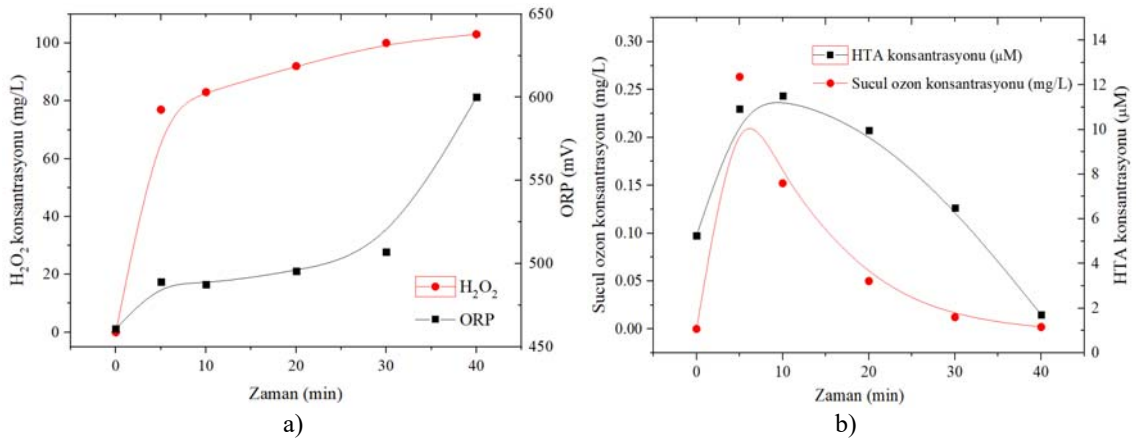 H₂O₂ konsantrasyonu (mg/L)
100
80
60
40
20
0
650
600
550
500
450
ORP (mV)
H₂O₂
ORP
0 10 20 30 40
Zaman (min)
a)
Sucul ozon konsantrasyonu (mg/L)
0.30
0.25
0.20
0.15
0.10
0.05
0.00
HTA konsantrasyonu (µM)
Sucul ozon konsantrasyonu (mg/L)
14
12
10
8
6
4
2
0
HTA konsantrasyonu
(µM)
0 10 20 30 40
Zaman (min)
b)